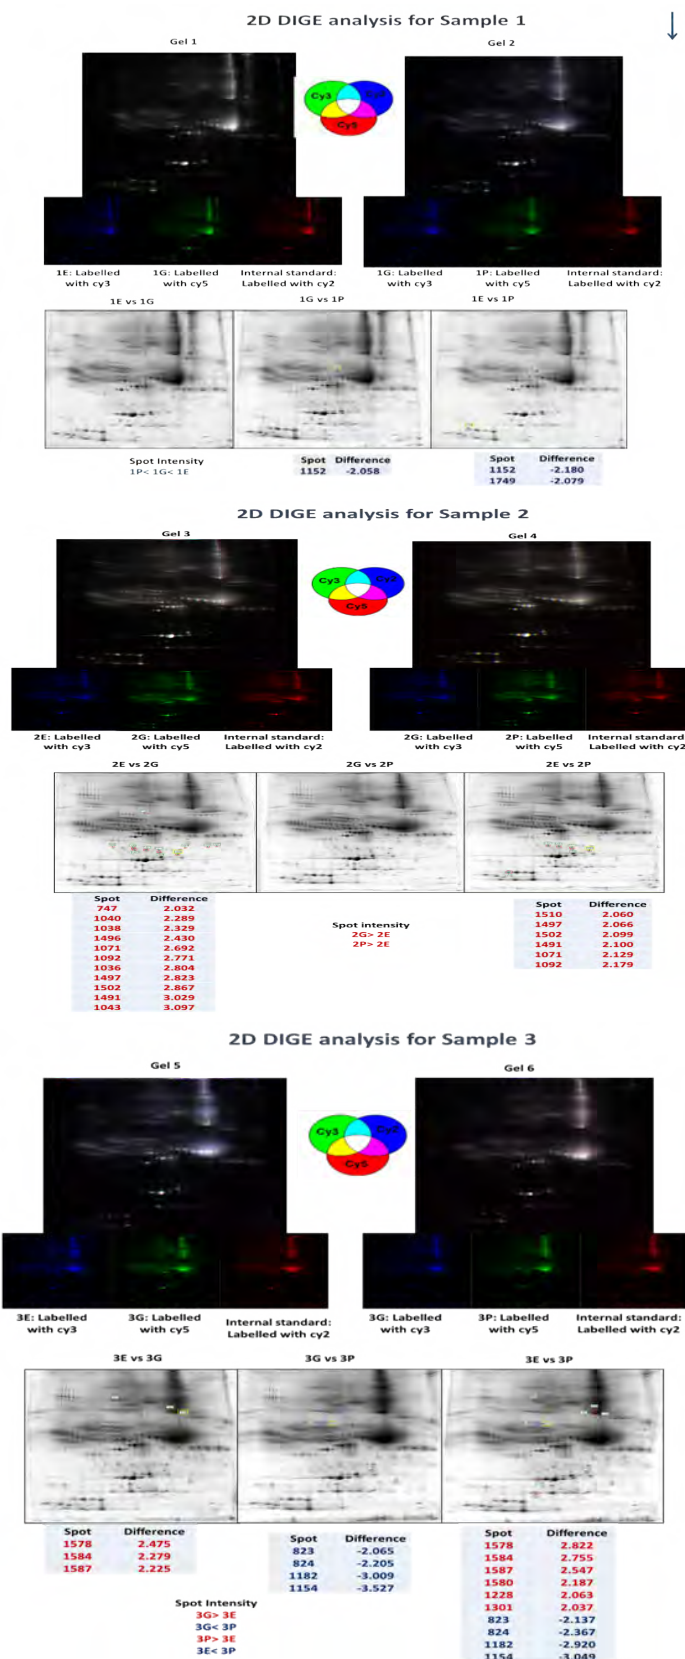 2D DIGE analysis for Sample 1
Gel 1
Gel 2
Cy3
Cy5
1E: Labelled with cy3
1G: Labelled with cy5
Internal standard: Labelled with cy2
1G: Labelled with cy3
1P: Labelled with cy5
Internal standard: Labelled with cy2
1E vs 1G
1G vs 1P
1E vs 1P
Spot Intensity
1P< 1G< 1E
Spot Difference
1152 -2.058
Spot Difference
1152 -2.180
1749 -2.079
2D DIGE analysis for Sample 2
Gel 3
Gel 4
Cy3 Cy2
Cy5
2E: Labelled with cy3
2G: Labelled with cy5
Internal standard: Labelled with cy2
2G: Labelled with cy3
2P: Labelled with cy5
Internal standard: Labelled with cy2
2E vs 2G
2G vs 2P
2E vs 2P
Spot Difference
747 2.032
1040 2.289
1038 2.329
1496 2.430
1071 2.692
1092 2.771
1036 2.804
1497 2.823
1502 2.867
1491 3.029
1043 3.097
Spot intensity
2G> 2E
2P> 2E
Spot Difference
1510 2.060
1497 2.066
1502 2.099
1491 2.100
1071 2.129
1092 2.179
2D DIGE analysis for Sample 3
Gel 5
Gel 6
Cy3 Cy2
Cy5
3E: Labelled with cy3
3G: Labelled with cy5
Internal standard: Labelled with cy2
3G: Labelled with cy3
3P: Labelled with cy5
Internal standard: Labelled with cy2
3E vs 3G
3G vs 3P
3E vs 3P
Spot Difference
1578 2.475
1584 2.279
1587 2.225
Spot Difference
823 -2.065
824 -2.205
1182 -3.009
1154 -3.527
Spot Intensity
3G> 3E
3G< 3P
3P> 3E
3E< 3P
Spot Difference
1578 2.822
1584 2.755
1587 2.547
1580 2.187
1228 2.063
1301 2.037
823 -2.137
824 -2.367
1182 -2.920
1154 -3.049